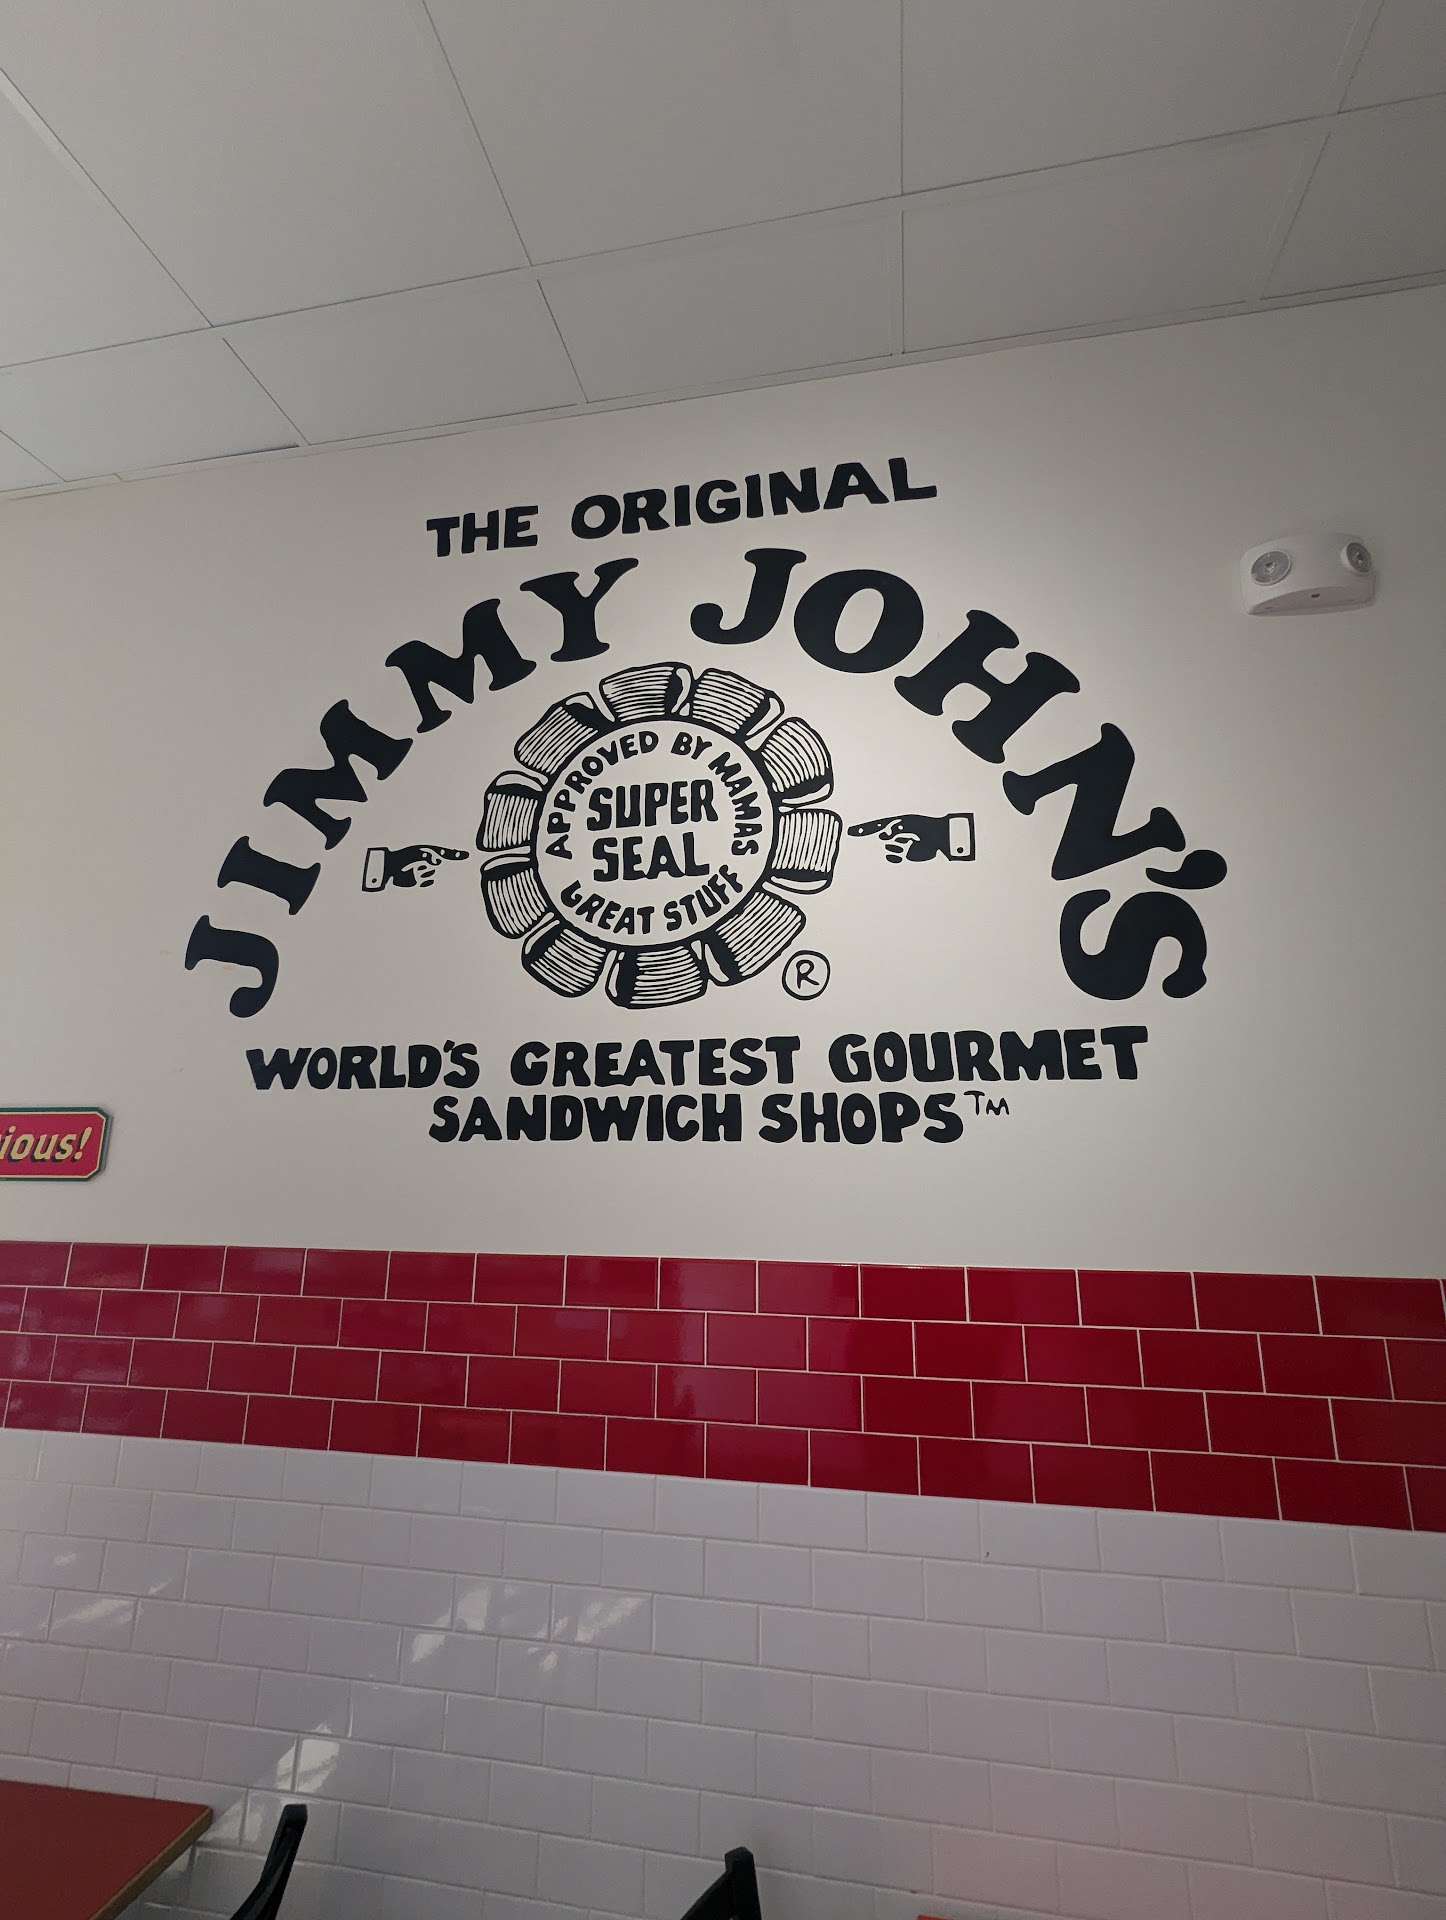 THE ORIGINAL
JIMMY JOHN'S
APPROVED BY MAMAS
SUPER
SEAL
GREAT STUFF
®
WORLD'S GREATEST GOURMET
SANDWICH SHOPS™
ious!